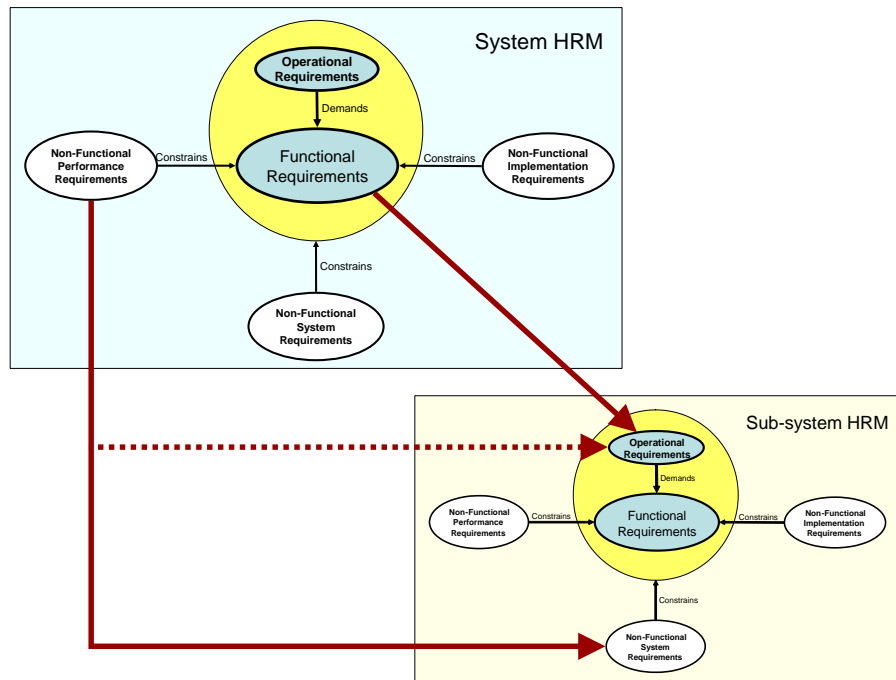 System HRM
Operational
Requirements
Demands
Non-Functional
Performance
Requirements
Constrains
Functional
Requirements
Constrains
Non-Functional
Implementation
Requirements
Constrains
Non-Functional
System
Requirements
Sub-system HRM
Operational
Requirements
Demands
Non-Functional
Performance
Requirements
Constrains
Functional
Requirements
Constrains
Non-Functional
Implementation
Requirements
Constrains
Non-Functional
System
Requirements